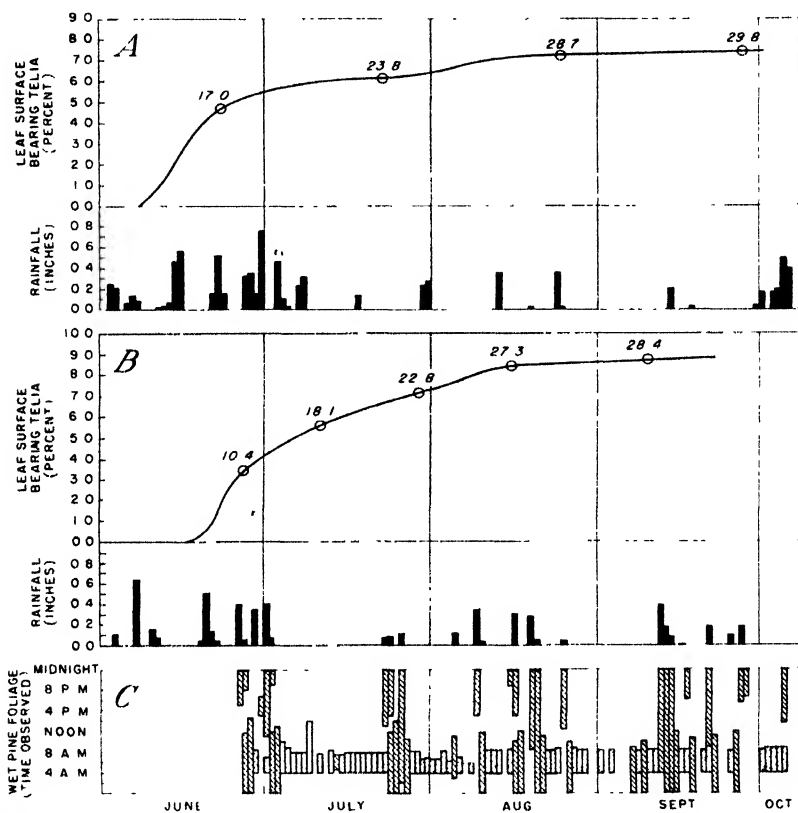 A
LEAF SURFACE
BEARING TELIA
(PERCENT)
9 0
8 0
7 0
6 0
5 0
4 0
3 0
2 0
1 0
0 0
17 0
23 8
28 7
29 8
RAINFALL
(INCHES)
0 8
0 6
0 4
0 2
0 0
B
LEAF SURFACE
BEARING TELIA
(PERCENT)
10 0
9 0
8 0
7 0
6 0
5 0
4 0
3 0
2 0
1 0
0 0
10 4
18 1
22 8
27 3
28 4
RAINFALL
(INCHES)
0 8
0 6
0 4
0 2
0 0
C
WET PINE FOLIAGE
(TIME OBSERVED)
MIDNIGHT
8 P M
4 P M
NOON
8 A M
4 A M
JUNE
JULY
AUG
SEPT
OCT